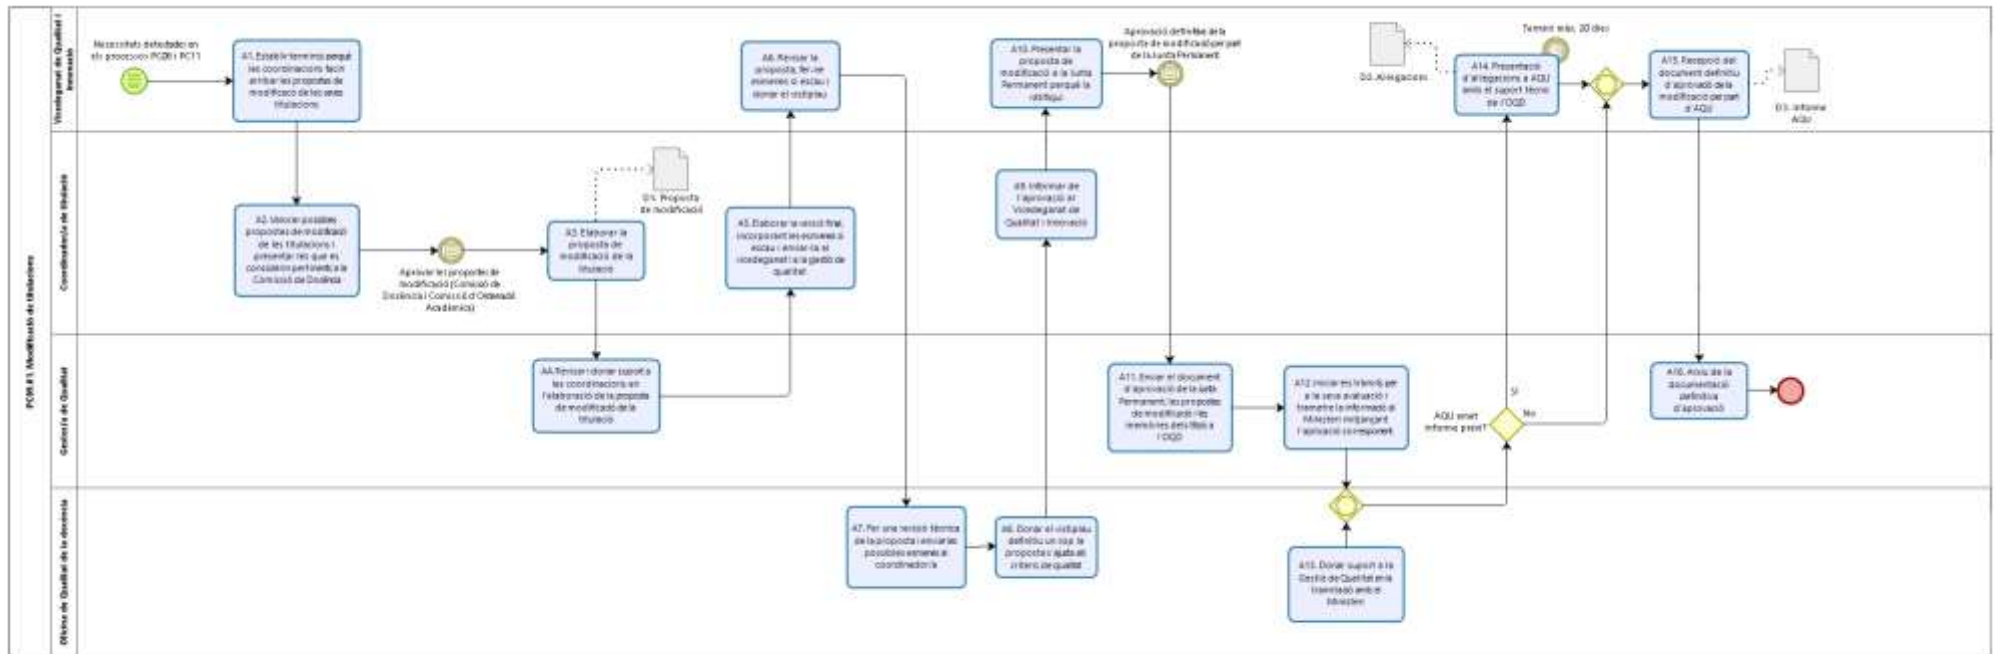 PC09.01 Modificació de titulacions
Vicedeganat de Qualitat i
Innovació
Necessitats detectades en
els processos PC08 i PC11
A1. Establir terminis perquè
les coordinacions facin
arribar les propostes de
modificació de les seves
titulacions
A6. Revisar la
proposta, fer-ne
esmenes si escau i
donar el vistiplau
A10. Presentar la
proposta de
modificació a la Junta
Permanent perquè la
ratifiqui
Aprovació definitiva de la
proposta de modificació per part
de la Junta Permanent
D2. Al·legacions
Termini màx. 20 dies
A14. Presentació
d'al·legacions a AQU
amb el suport tècnic
de l'OQD
A15. Recepció del
document definitiu
d'aprovació de la
modificació per part
d'AQU
D3. Informe
AQU
Coordinador/a de titulació
A2. Valorar possibles
propostes de modificació
de les titulacions i
presentar les que es
considerin pertinents a la
Comissió de Docència
Aprovar les propostes de
modificació (Comissió de
Docència i Comissió d'Ordenació
Acadèmica)
A3. Elaborar la
proposta de
modificació de la
titulació
D1. Proposta
de modificació
A5. Elaborar la versió final,
incorporant les esmenes si
escau i enviar-la al
vicedeganat i a la gestió de
qualitat
A9. Informar de
l'aprovació al
Vicedeganat de
Qualitat i Innovació
Gestor/a de Qualitat
A4. Revisar i donar suport a
les coordinacions en
l'elaboració de la proposta
de modificació de la
titulació
A11. Enviar el document
d'aprovació de la Junta
Permanent, les propostes
de modificació i les
memòries dels títols a
l'OQD
A12. Iniciar els tràmits per
a la seva avaluació i
trametre la informació al
Ministeri mitjançant
l'aplicació corresponent
AQU emet
informe previ?
Sí
No
A16. Arxiu de la
documentació
definitiva
d'aprovació
Oficina de Qualitat de la docència
A7. Fer una revisió tècnica
de la proposta i enviar les
possibles esmenes al
coordinador/a
A8. Donar el vistiplau
definitiu un cop la
proposta s'ajusta als
criteris de qualitat
A13. Donar suport a la
Gestió de Qualitat en la
tramitació amb el
Ministeri